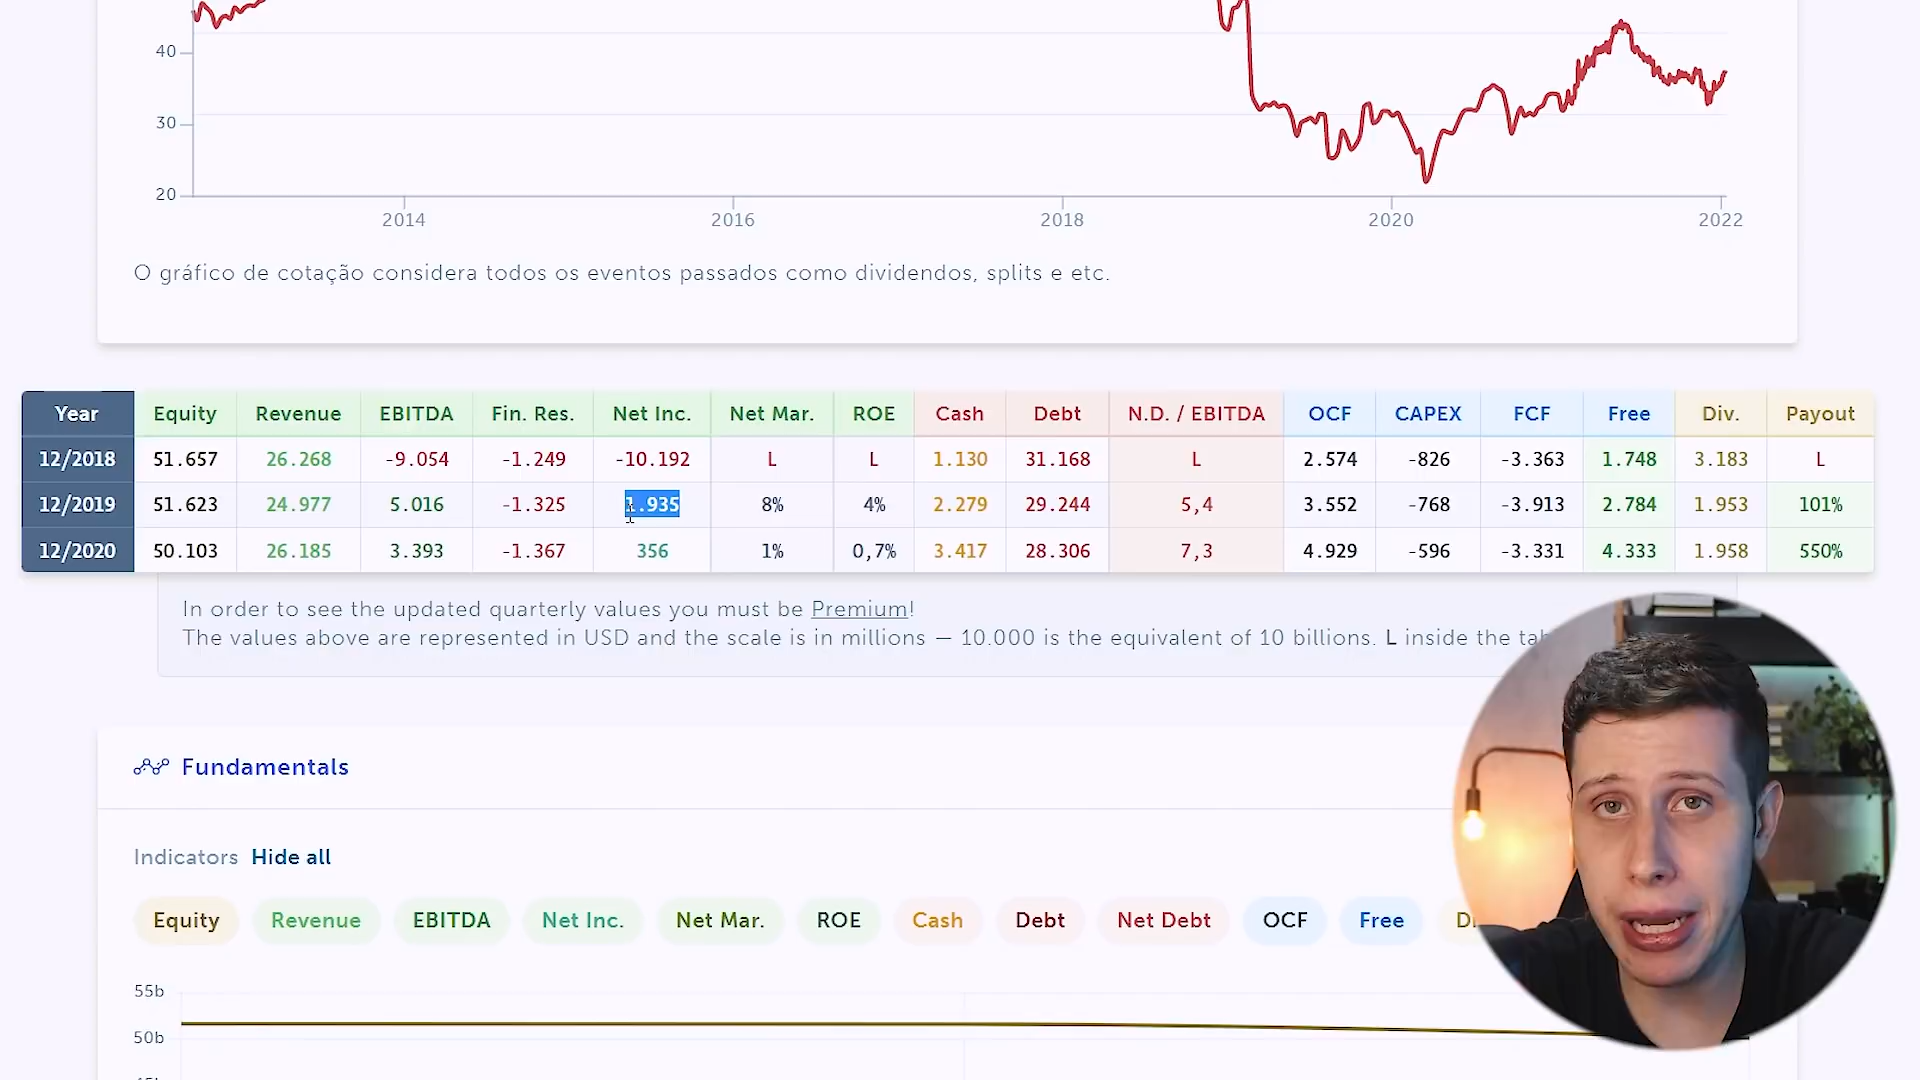 40
30
20
2014 2016 2018 2020 2022
O gráfico de cotação considera todos os eventos passados como dividendos, splits e etc.
Year Equity Revenue EBITDA Fin. Res. Net Inc. Net Mar. ROE Cash Debt N.D. / EBITDA OCF CAPEX FCF Free Div. Payout
12/2018 51.657 26.268 -9.054 -1.249 -10.192 L L 1.130 31.168 L 2.574 -826 -3.363 1.748 3.183 L
12/2019 51.623 24.977 5.016 -1.325 1.935 8% 4% 2.279 29.244 5,4 3.552 -768 -3.913 2.784 1.953 101%
12/2020 50.103 26.185 3.393 -1.367 356 1% 0,7% 3.417 28.306 7,3 4.929 -596 -3.331 4.333 1.958 550%
In order to see the updated quarterly values you must be Premium!
The values above are represented in USD and the scale is in millions — 10.000 is the equivalent of 10 billions. L inside the
Fundamentals
Indicators Hide all
Equity Revenue EBITDA Net Inc. Net Mar. ROE Cash Debt Net Debt OCF Free
55b
50b